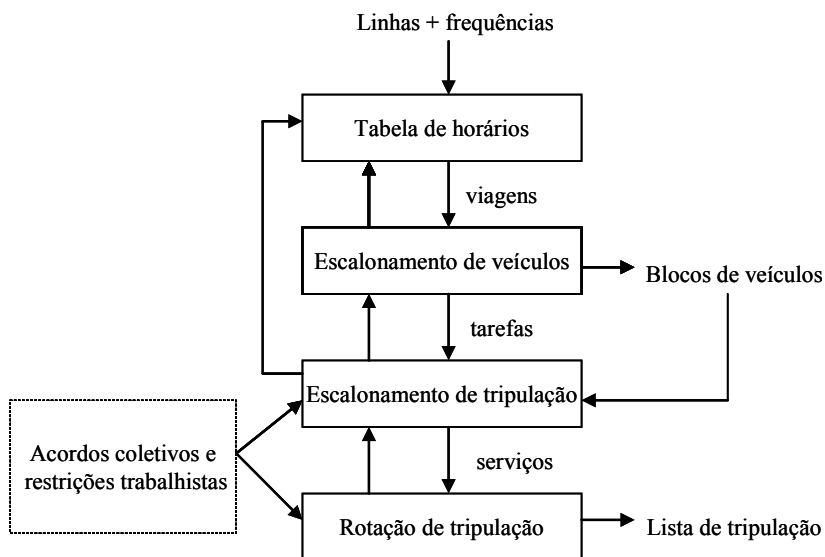 Linhas + frequências
Tabela de horários
viagens
Escalonamento de veículos
Blocos de veículos
tarefas
Escalonamento de tripulação
Acordos coletivos e
restrições trabalhistas
serviços
Rotação de tripulação
Lista de tripulação